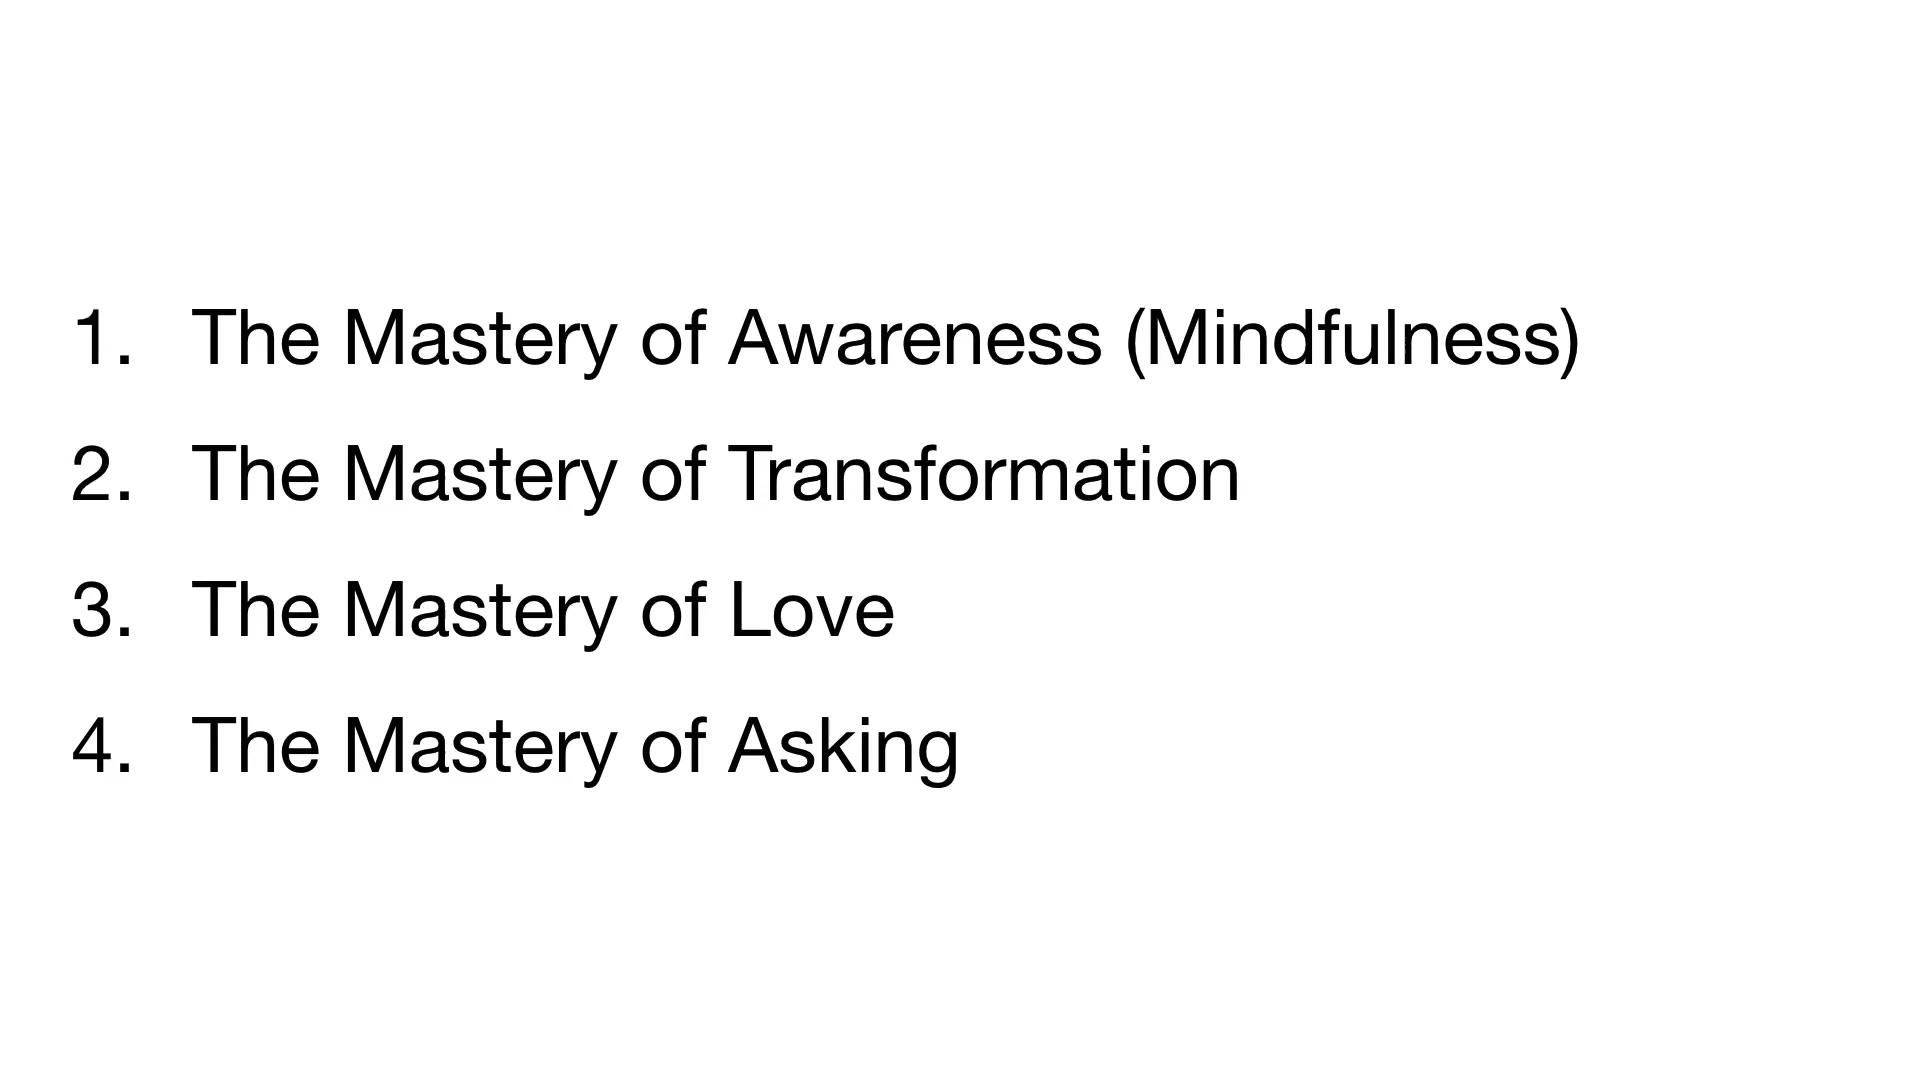 1. The Mastery of Awareness (Mindfulness)
2. The Mastery of Transformation
3. The Mastery of Love
4. The Mastery of Asking